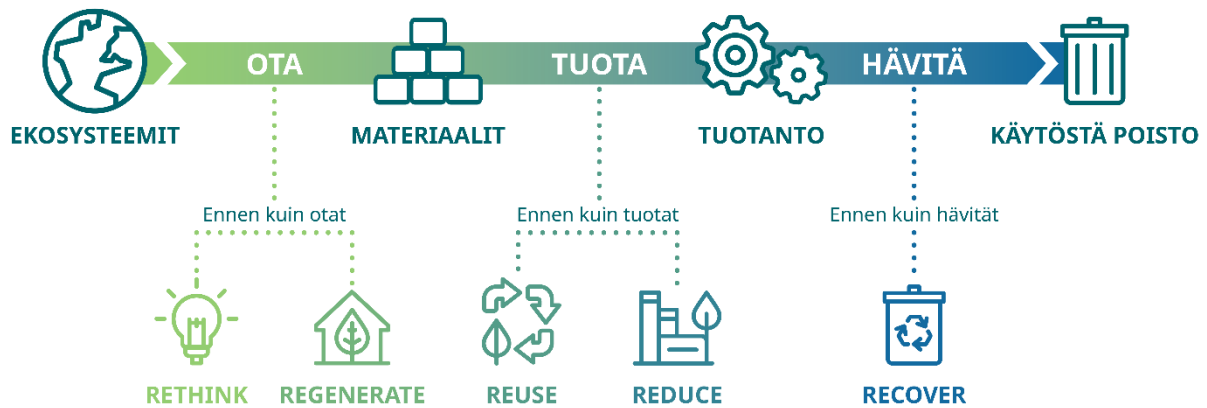 OTA
TUOTA
HÄVITÄ
EKOSYSTEEMIT
MATERIAALIT
TUOTANTO
KÄYTÖSTÄ POISTO
Ennen kuin otat
Ennen kuin tuotat
Ennen kuin hävität
RETHINK
REGENERATE
REUSE
REDUCE
RECOVER